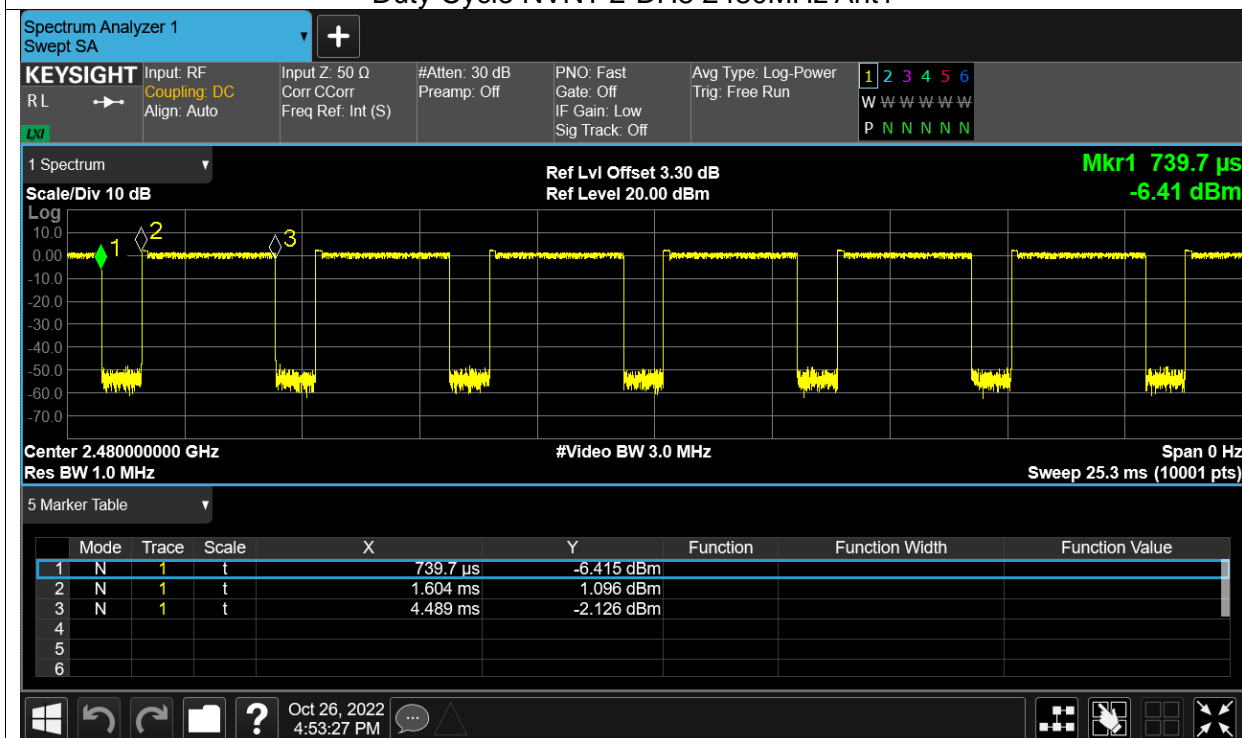 Duty Cycle NVNT 2-DH5 2480MHz Ant1
Spectrum Analyzer 1
Swept SA
+
KEYSIGHT
R L
LXI
Input: RF
Coupling: DC
Align: Auto
Input Z: 50 Ω
Corr CCorr
Freq Ref: Int (S)
#Atten: 30 dB
Preamp: Off
PNO: Fast
Gate: Off
IF Gain: Low
Sig Track: Off
Avg Type: Log-Power
Trig: Free Run
1 2 3 4 5 6
W W W W W W
P N N N N N
1 Spectrum
Scale/Div 10 dB
Ref Lvl Offset 3.30 dB
Ref Level 20.00 dBm
Mkr1 739.7 µs
-6.41 dBm
Log
10.0
0.00
-10.0
-20.0
-30.0
-40.0
-50.0
-60.0
-70.0
1
2
3
Center 2.480000000 GHz
#Video BW 3.0 MHz
Span 0 Hz
Res BW 1.0 MHz
Sweep 25.3 ms (10001 pts)
5 Marker Table
Mode Trace Scale X Y Function Function Width Function Value
1 N 1 t 739.7 µs -6.415 dBm
2 N 1 t 1.604 ms 1.096 dBm
3 N 1 t 4.489 ms -2.126 dBm
4
5
6
?
Oct 26, 2022
4:53:27 PM